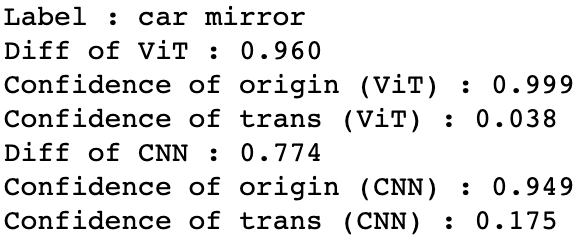 Label : car mirror
Diff of ViT : 0.960
Confidence of origin (ViT) : 0.999
Confidence of trans (ViT) : 0.038
Diff of CNN : 0.774
Confidence of origin (CNN) : 0.949
Confidence of trans (CNN) : 0.175